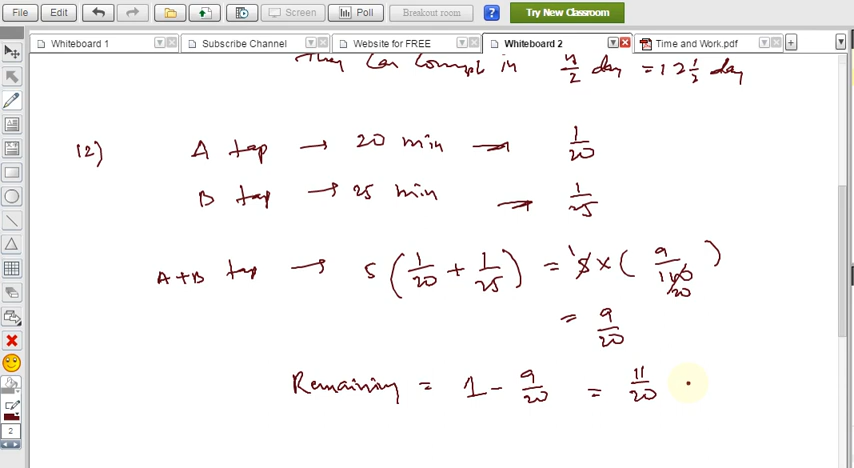 File Edit Screen Poll Breakout room ? Try New Classroom
Whiteboard 1 Subscribe Channel Website for FREE Whiteboard 2 Time and Work.pdf
They Can in day = 12 1/2 day
12) A tap → 20 min → 1/20
B tap → 25 min → 1/25
A+B tap → 5 ( 1/20 + 1/25 ) = 5 × ( 9/100 )
= 9/20
Remaining = 1 - 9/20 = 11/20
2